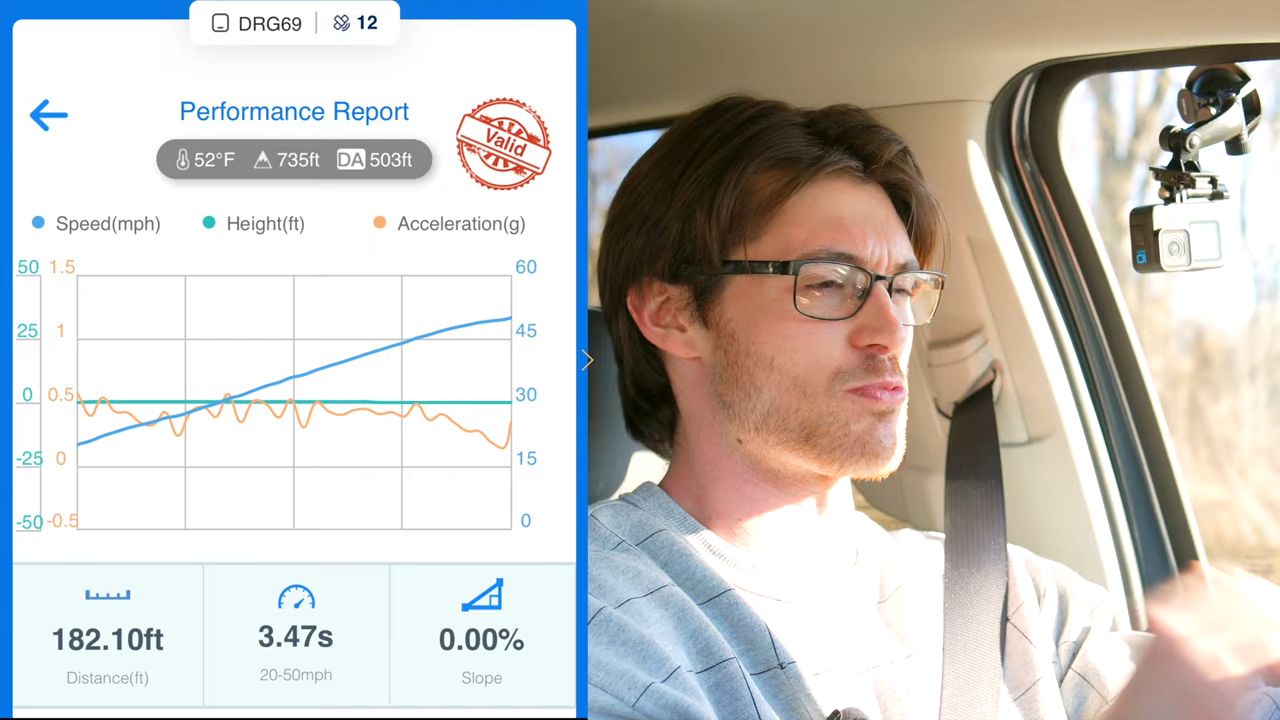 DRG69 12
Performance Report
Valid
52°F 735ft DA 503ft
Speed(mph) Height(ft) Acceleration(g)
50 1.5 60
25 1 45
0 0.5 30
-25 0 15
-50 -0.5 0
182.10ft 3.47s 0.00%
Distance(ft) 20-50mph Slope